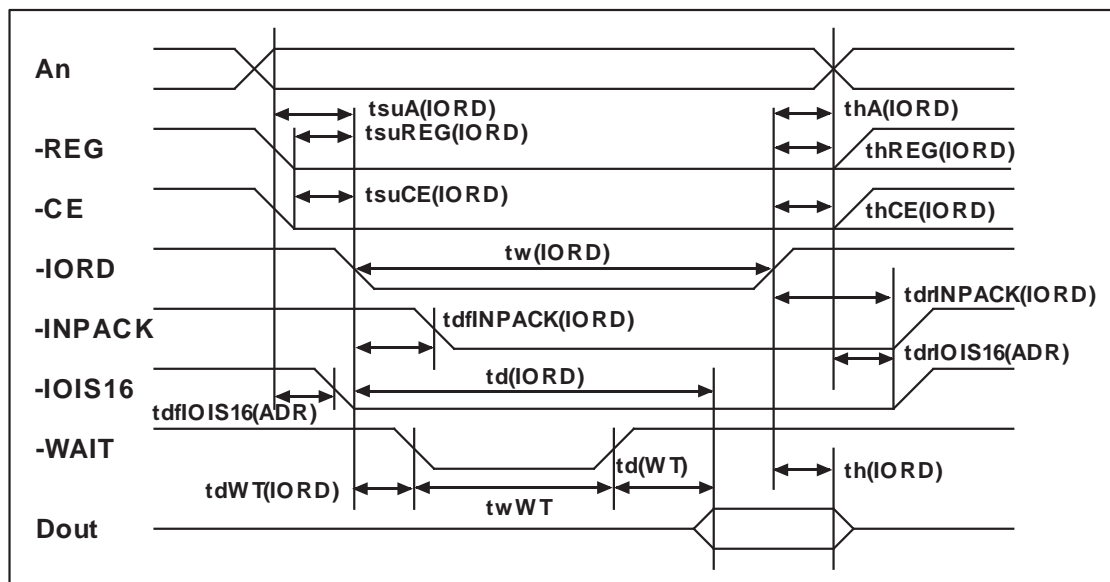 An
tsuA(IORD)
thA(IORD)
tsuREG(IORD)
-REG
thREG(IORD)
-CE
tsuCE(IORD)
thCE(IORD)
-IORD
tw(IORD)
tdrINPACK(IORD)
-INPACK
tdfINPACK(IORD)
tdrIOIS16(ADR)
-IOIS16
td(IORD)
tdfIOIS16(ADR)
-WAIT
td(WT)
th(IORD)
tdWT(IORD)
twWT
Dout